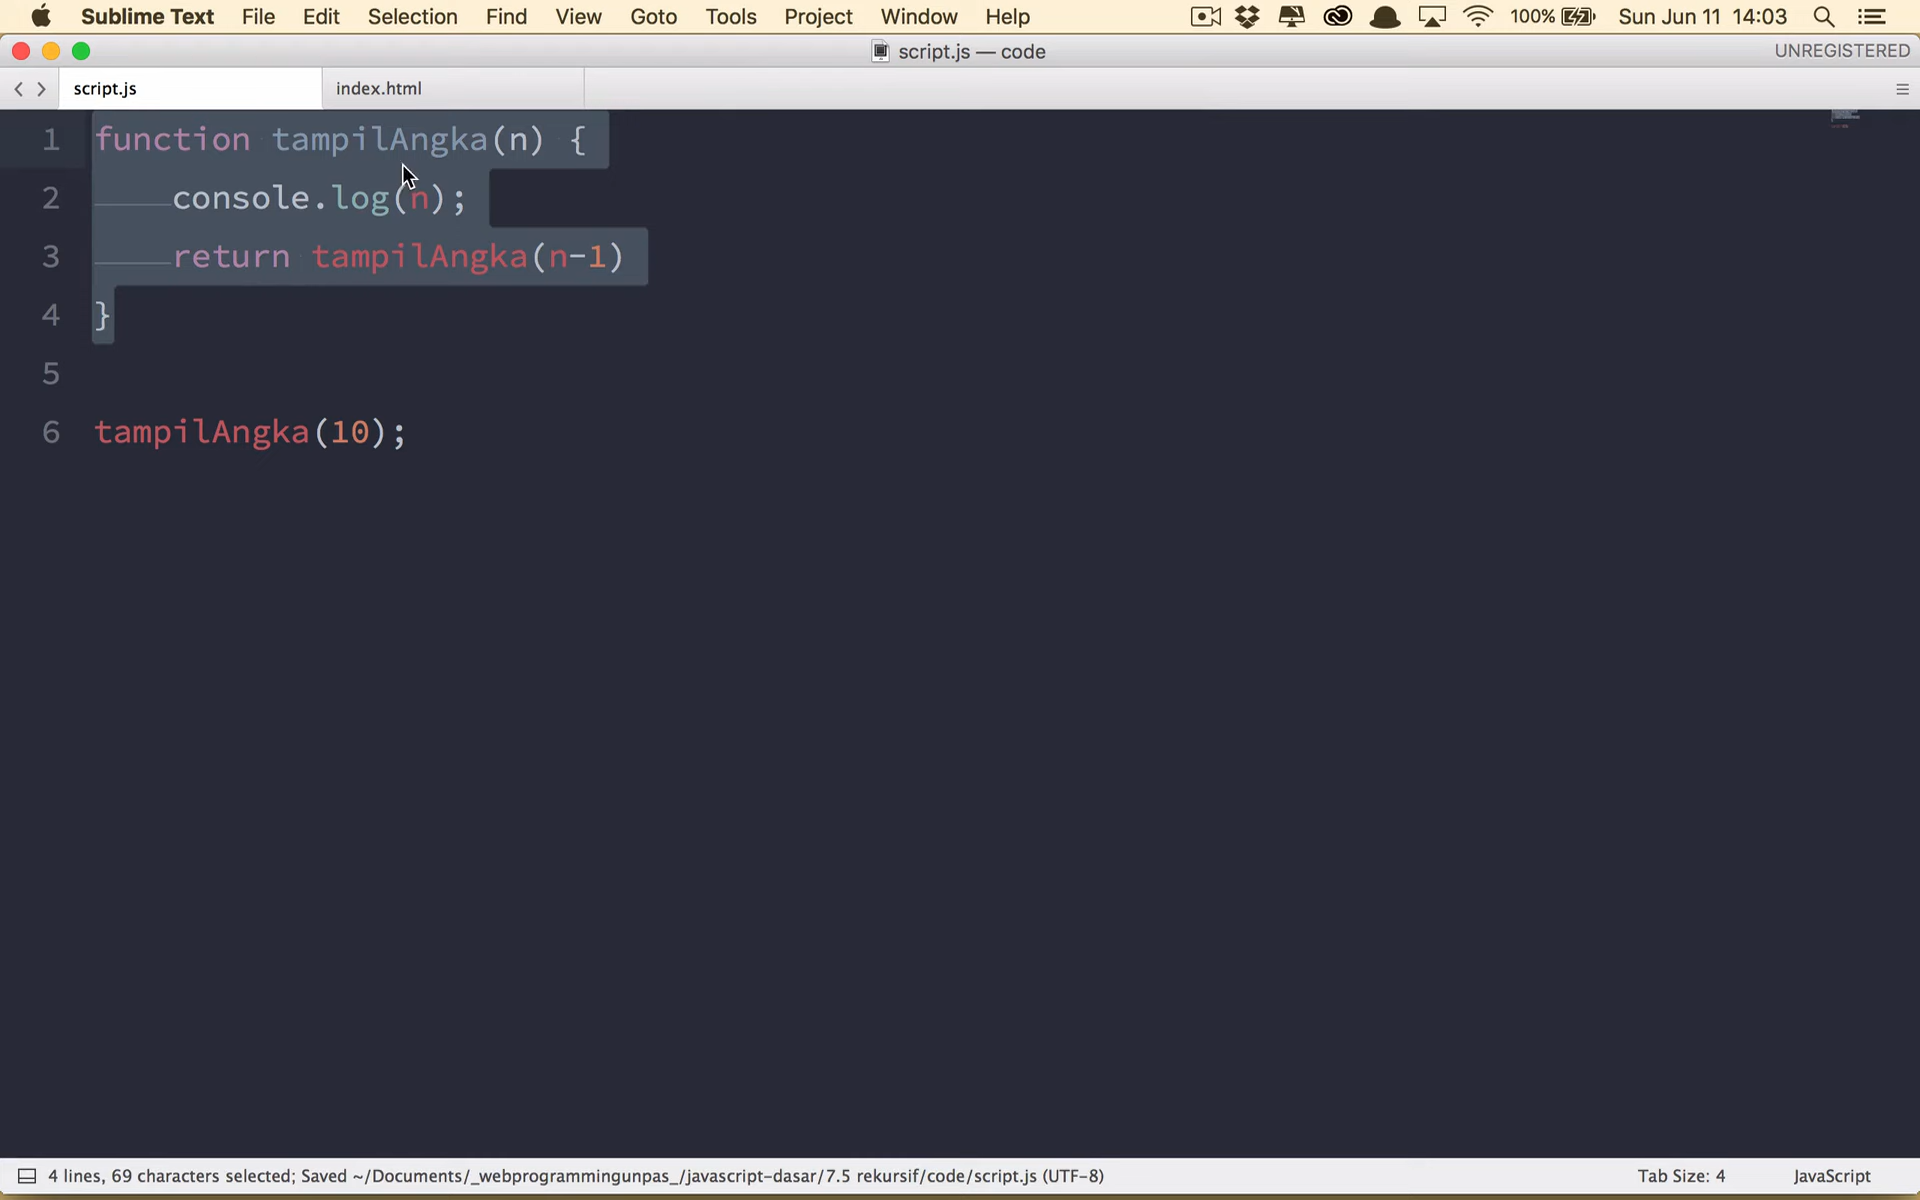 Sublime Text File Edit Selection Find View Goto Tools Project Window Help 100% Sun Jun 11 14:03
script.js — code UNREGISTERED
script.js index.html
1 function tampilAngka(n) {
2 console.log(n);
3 return tampilAngka(n-1)
4 }
5
6 tampilAngka(10);
4 lines, 69 characters selected; Saved ~/Documents/_webprogrammingunpas_/javascript-dasar/7.5 rekursif/code/script.js (UTF-8) Tab Size: 4 JavaScript